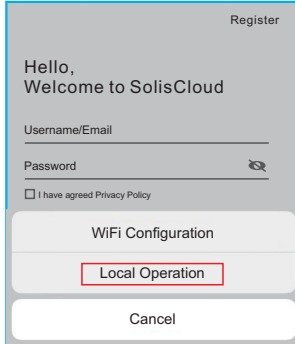 Register
Hello,
Welcome to SolisCloud
Username/Email
Password
I have agreed Privacy Policy
WiFi Configuration
Local Operation
Cancel